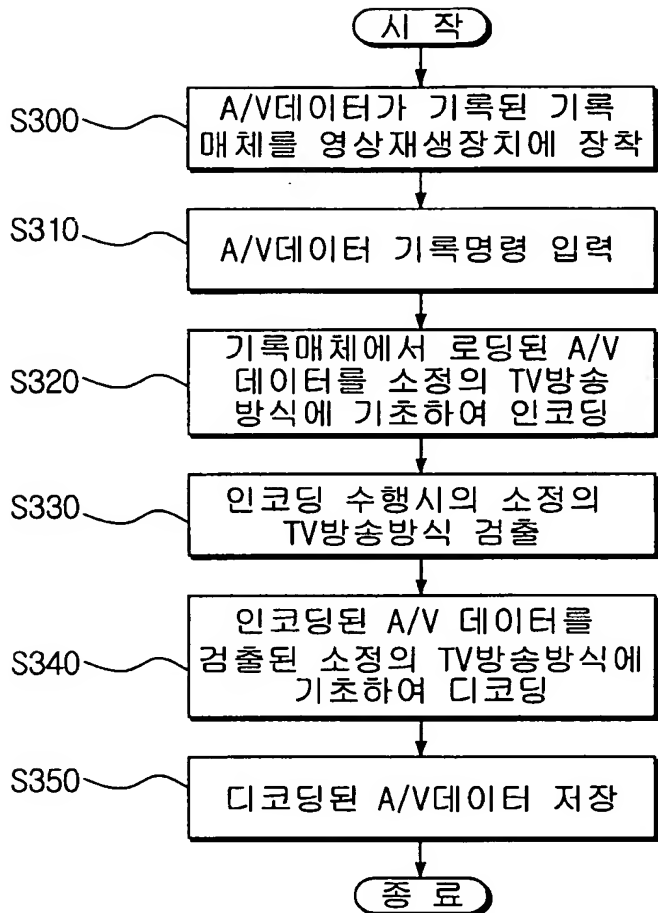 시 작
S300
A/V데이터가 기록된 기록
매체를 영상재생장치에 장착
S310
A/V데이터 기록명령 입력
S320
기록매체에서 로딩된 A/V
데이터를 소정의 TV방송
방식에 기초하여 인코딩
S330
인코딩 수행시의 소정의
TV방송방식 검출
S340
인코딩된 A/V 데이터를
검출된 소정의 TV방송방식에
기초하여 디코딩
S350
디코딩된 A/V데이터 저장
종 료